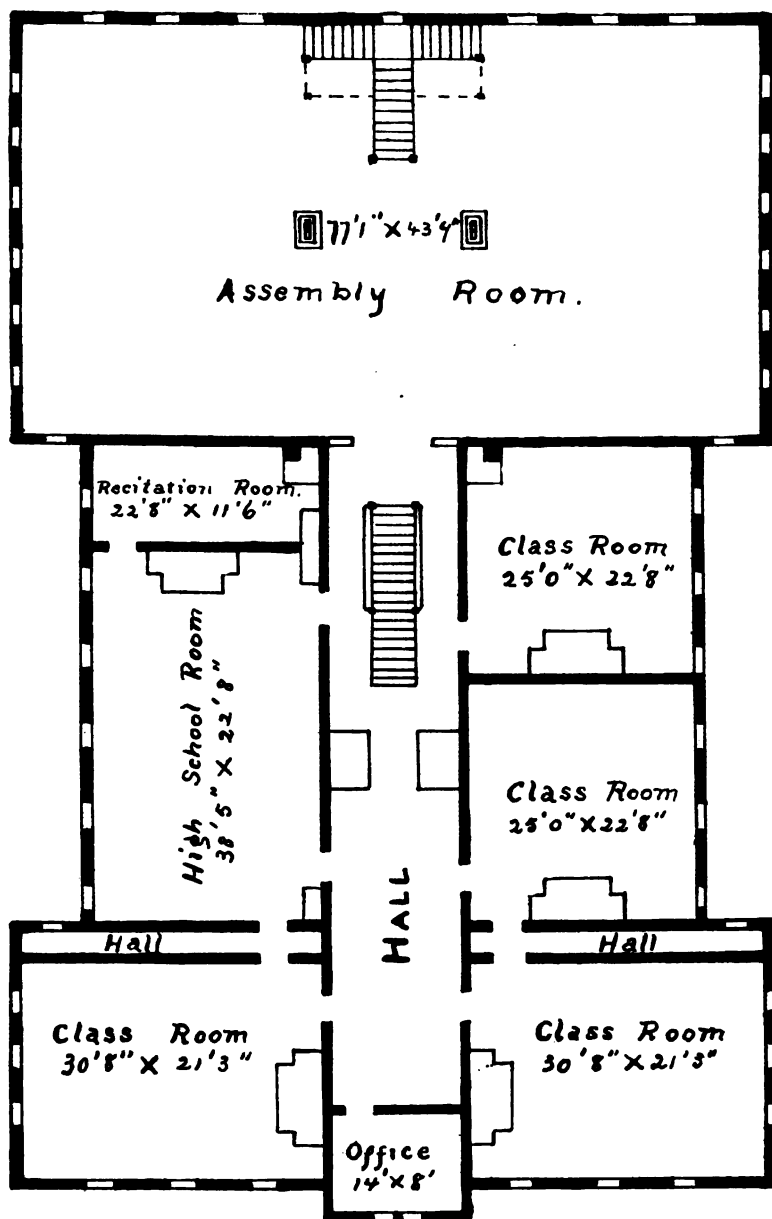 77'1" X 43'4"
Assembly Room.
Recitation Room.
22'8" X 11'6"
Class Room
25'0" X 22'8"
High School Room
38'5" X 22'8"
Class Room
25'0" X 22'8"
HALL
Hall
Hall
Class Room
30'8" X 21'3"
Class Room
30'8" X 21'3"
Office
14' X 8'